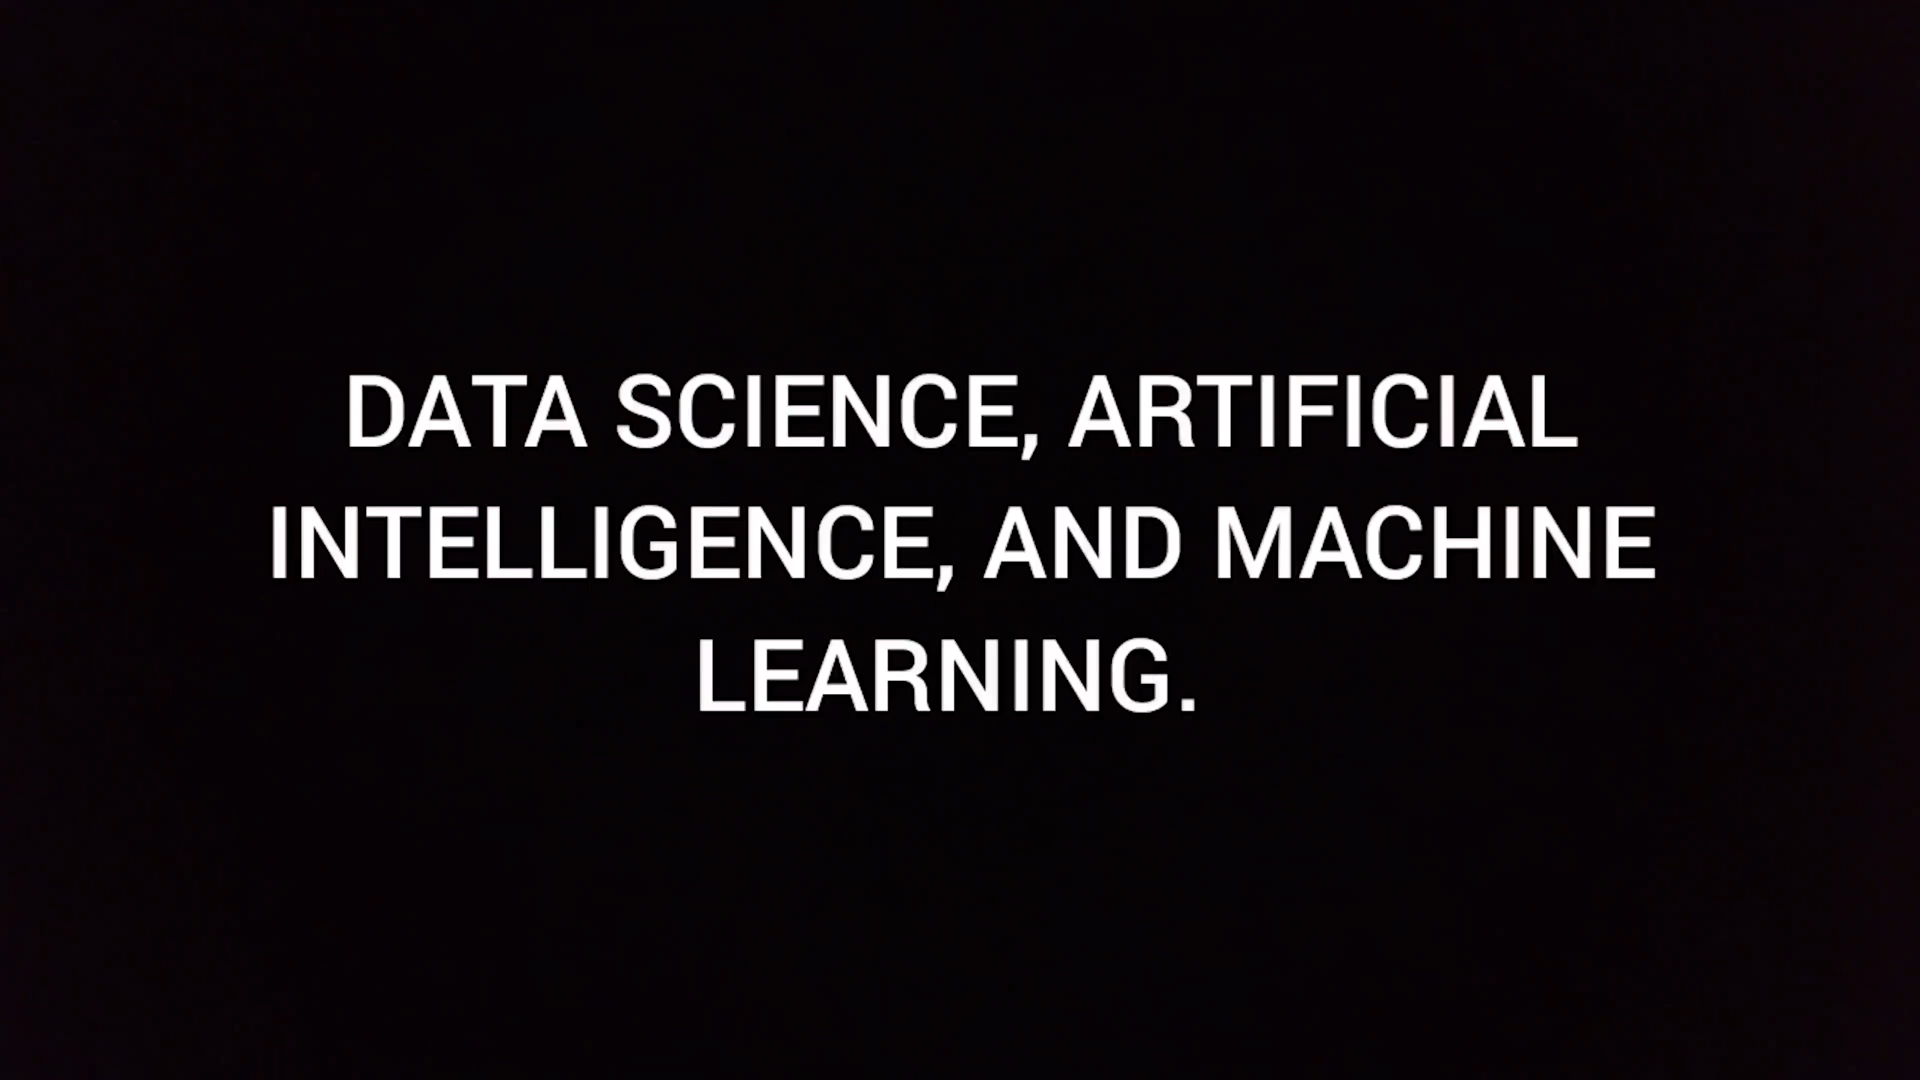 DATA SCIENCE, ARTIFICIAL
INTELLIGENCE, AND MACHINE
LEARNING.